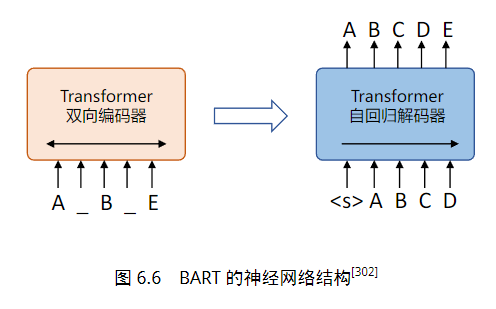 A B C D E
Transformer
双向编码器
Transformer
自回归解码器
A _ B _ E
<s> A B C D
图 6.6 BART 的神经网络结构[302]